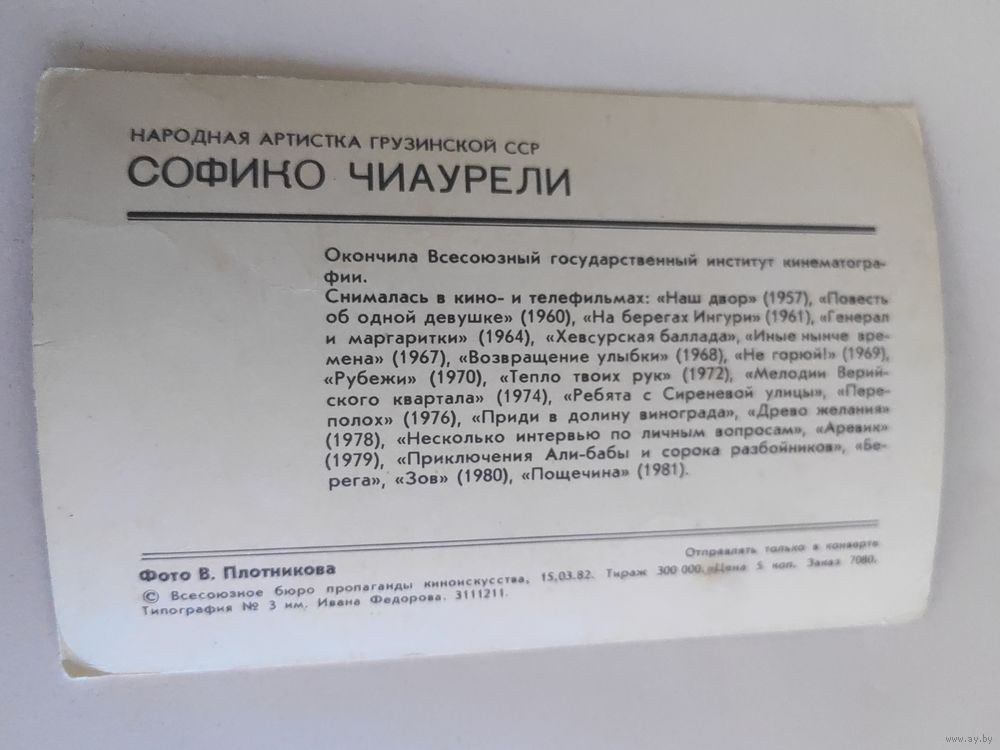 НАРОДНАЯ АРТИСТКА ГРУЗИНСКОЙ ССР
СОФИКО ЧИАУРЕЛИ
Окончила Всесоюзный государственный институт кинематогра-
фии.
Снималась в кино- и телефильмах: «Наш двор» (1957), «Повесть
об одной девушке» (1960), «На берегах Ингури» (1961), «Генерал
и маргаритки» (1964), «Хевсурская баллада», «Иные нынче вре-
мена» (1967), «Возвращение улыбки» (1968), «Не горюй!» (1969),
«Рубежи» (1970), «Тепло твоих рук» (1972), «Мелодии Верий-
ского квартала» (1974), «Ребята с Сиреневой улицы», «Пере-
полох» (1976), «Приди в долину винограда», «Древо желания»
(1978), «Несколько интервью по личным вопросам», «Аревик»
(1979), «Приключения Али-бабы и сорока разбойников», «Бе-
рега», «Зов» (1980), «Пощечина» (1981).
Фото В. Плотникова
Отправлять только в конверте
© Всесоюзное бюро пропаганды киноискусства, 15.03.82. Тираж 300 000. Цена 5 коп. Заказ 7080.
Типография № 3 им. Ивана Федорова. 3111211.
www.ay.by